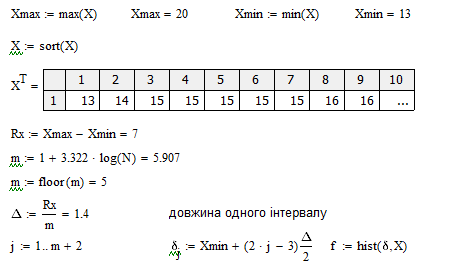 Xmax := max(X) Xmax = 20 Xmin := min(X) Xmin = 13
X := sort(X)
1 2 3 4 5 6 7 8 9 10
X^T = 1 13 14 15 15 15 15 15 16 16 ...
Rx := Xmax − Xmin = 7
m := 1 + 3.322 · log(N) = 5.907
m := floor(m) = 5
Δ := Rx/m = 1.4 довжина одного інтервалу
j := 1.. m + 2 δ_j := Xmin + (2 · j − 3) Δ/2 f := hist(δ, X)